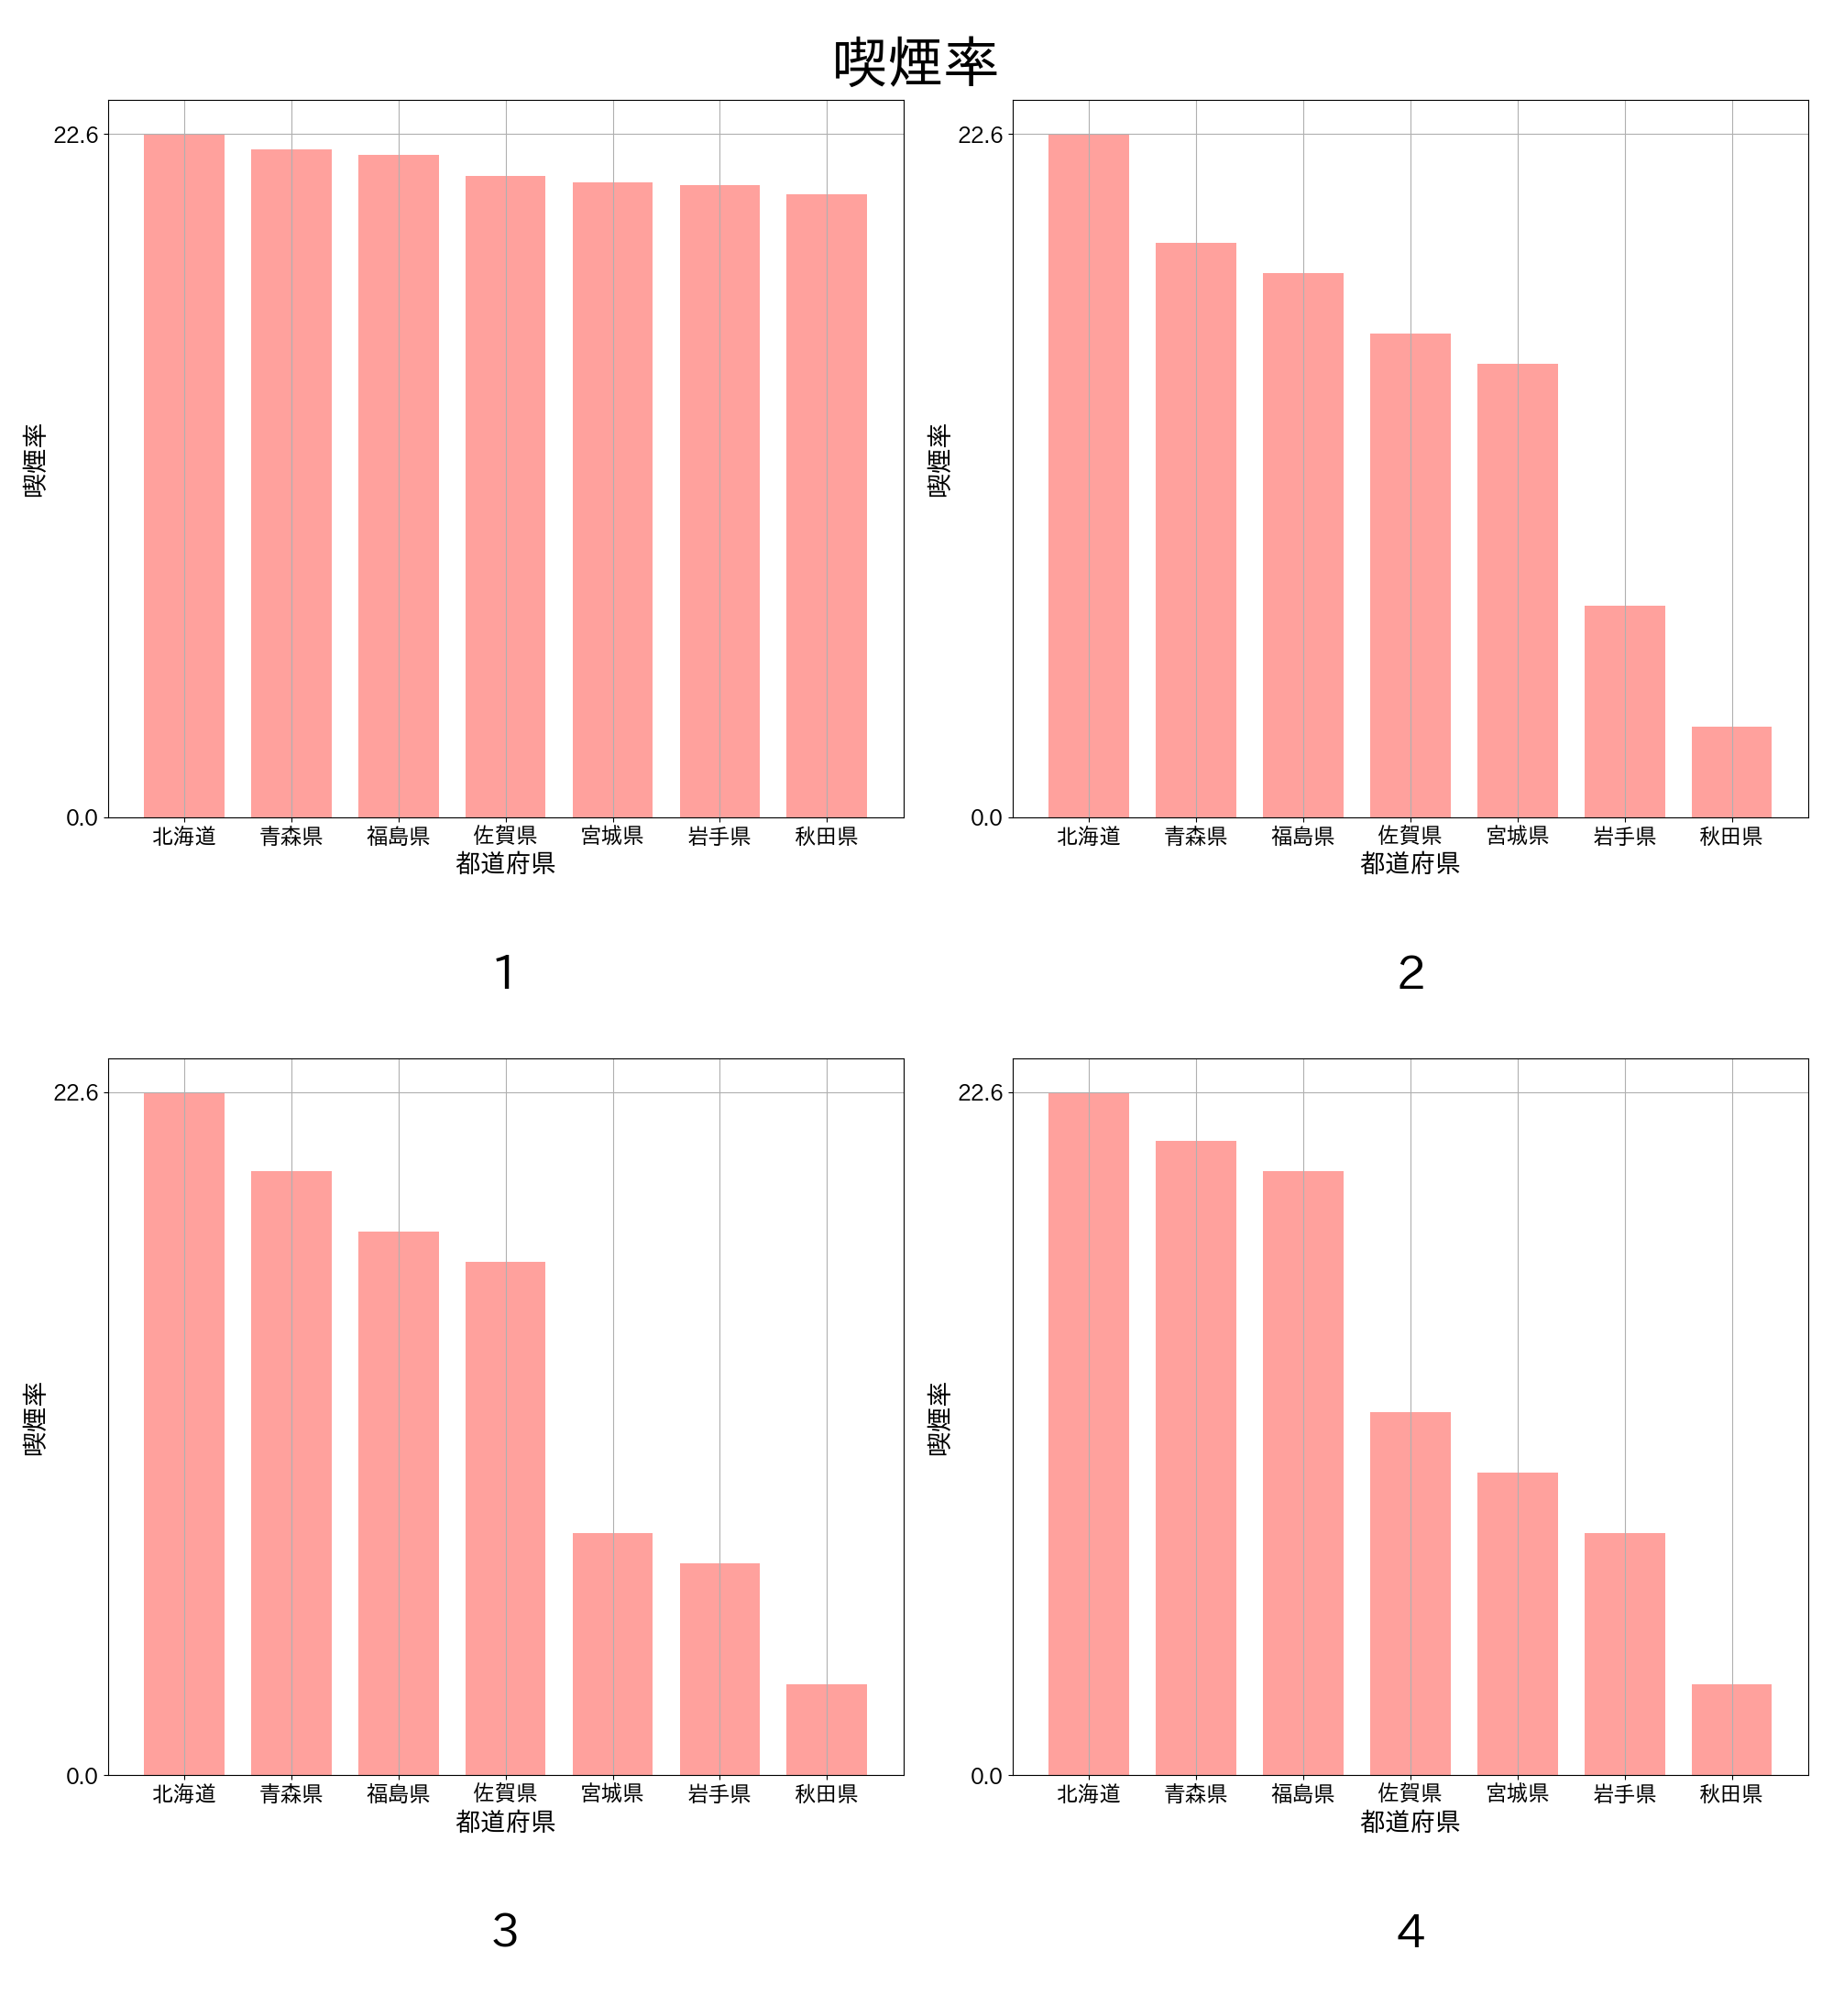 喫煙率
22.6
0.0
喫煙率
北海道 青森県 福島県 佐賀県 宮城県 岩手県 秋田県
都道府県
1
22.6
0.0
喫煙率
北海道 青森県 福島県 佐賀県 宮城県 岩手県 秋田県
都道府県
2
22.6
0.0
喫煙率
北海道 青森県 福島県 佐賀県 宮城県 岩手県 秋田県
都道府県
3
22.6
0.0
喫煙率
北海道 青森県 福島県 佐賀県 宮城県 岩手県 秋田県
都道府県
4